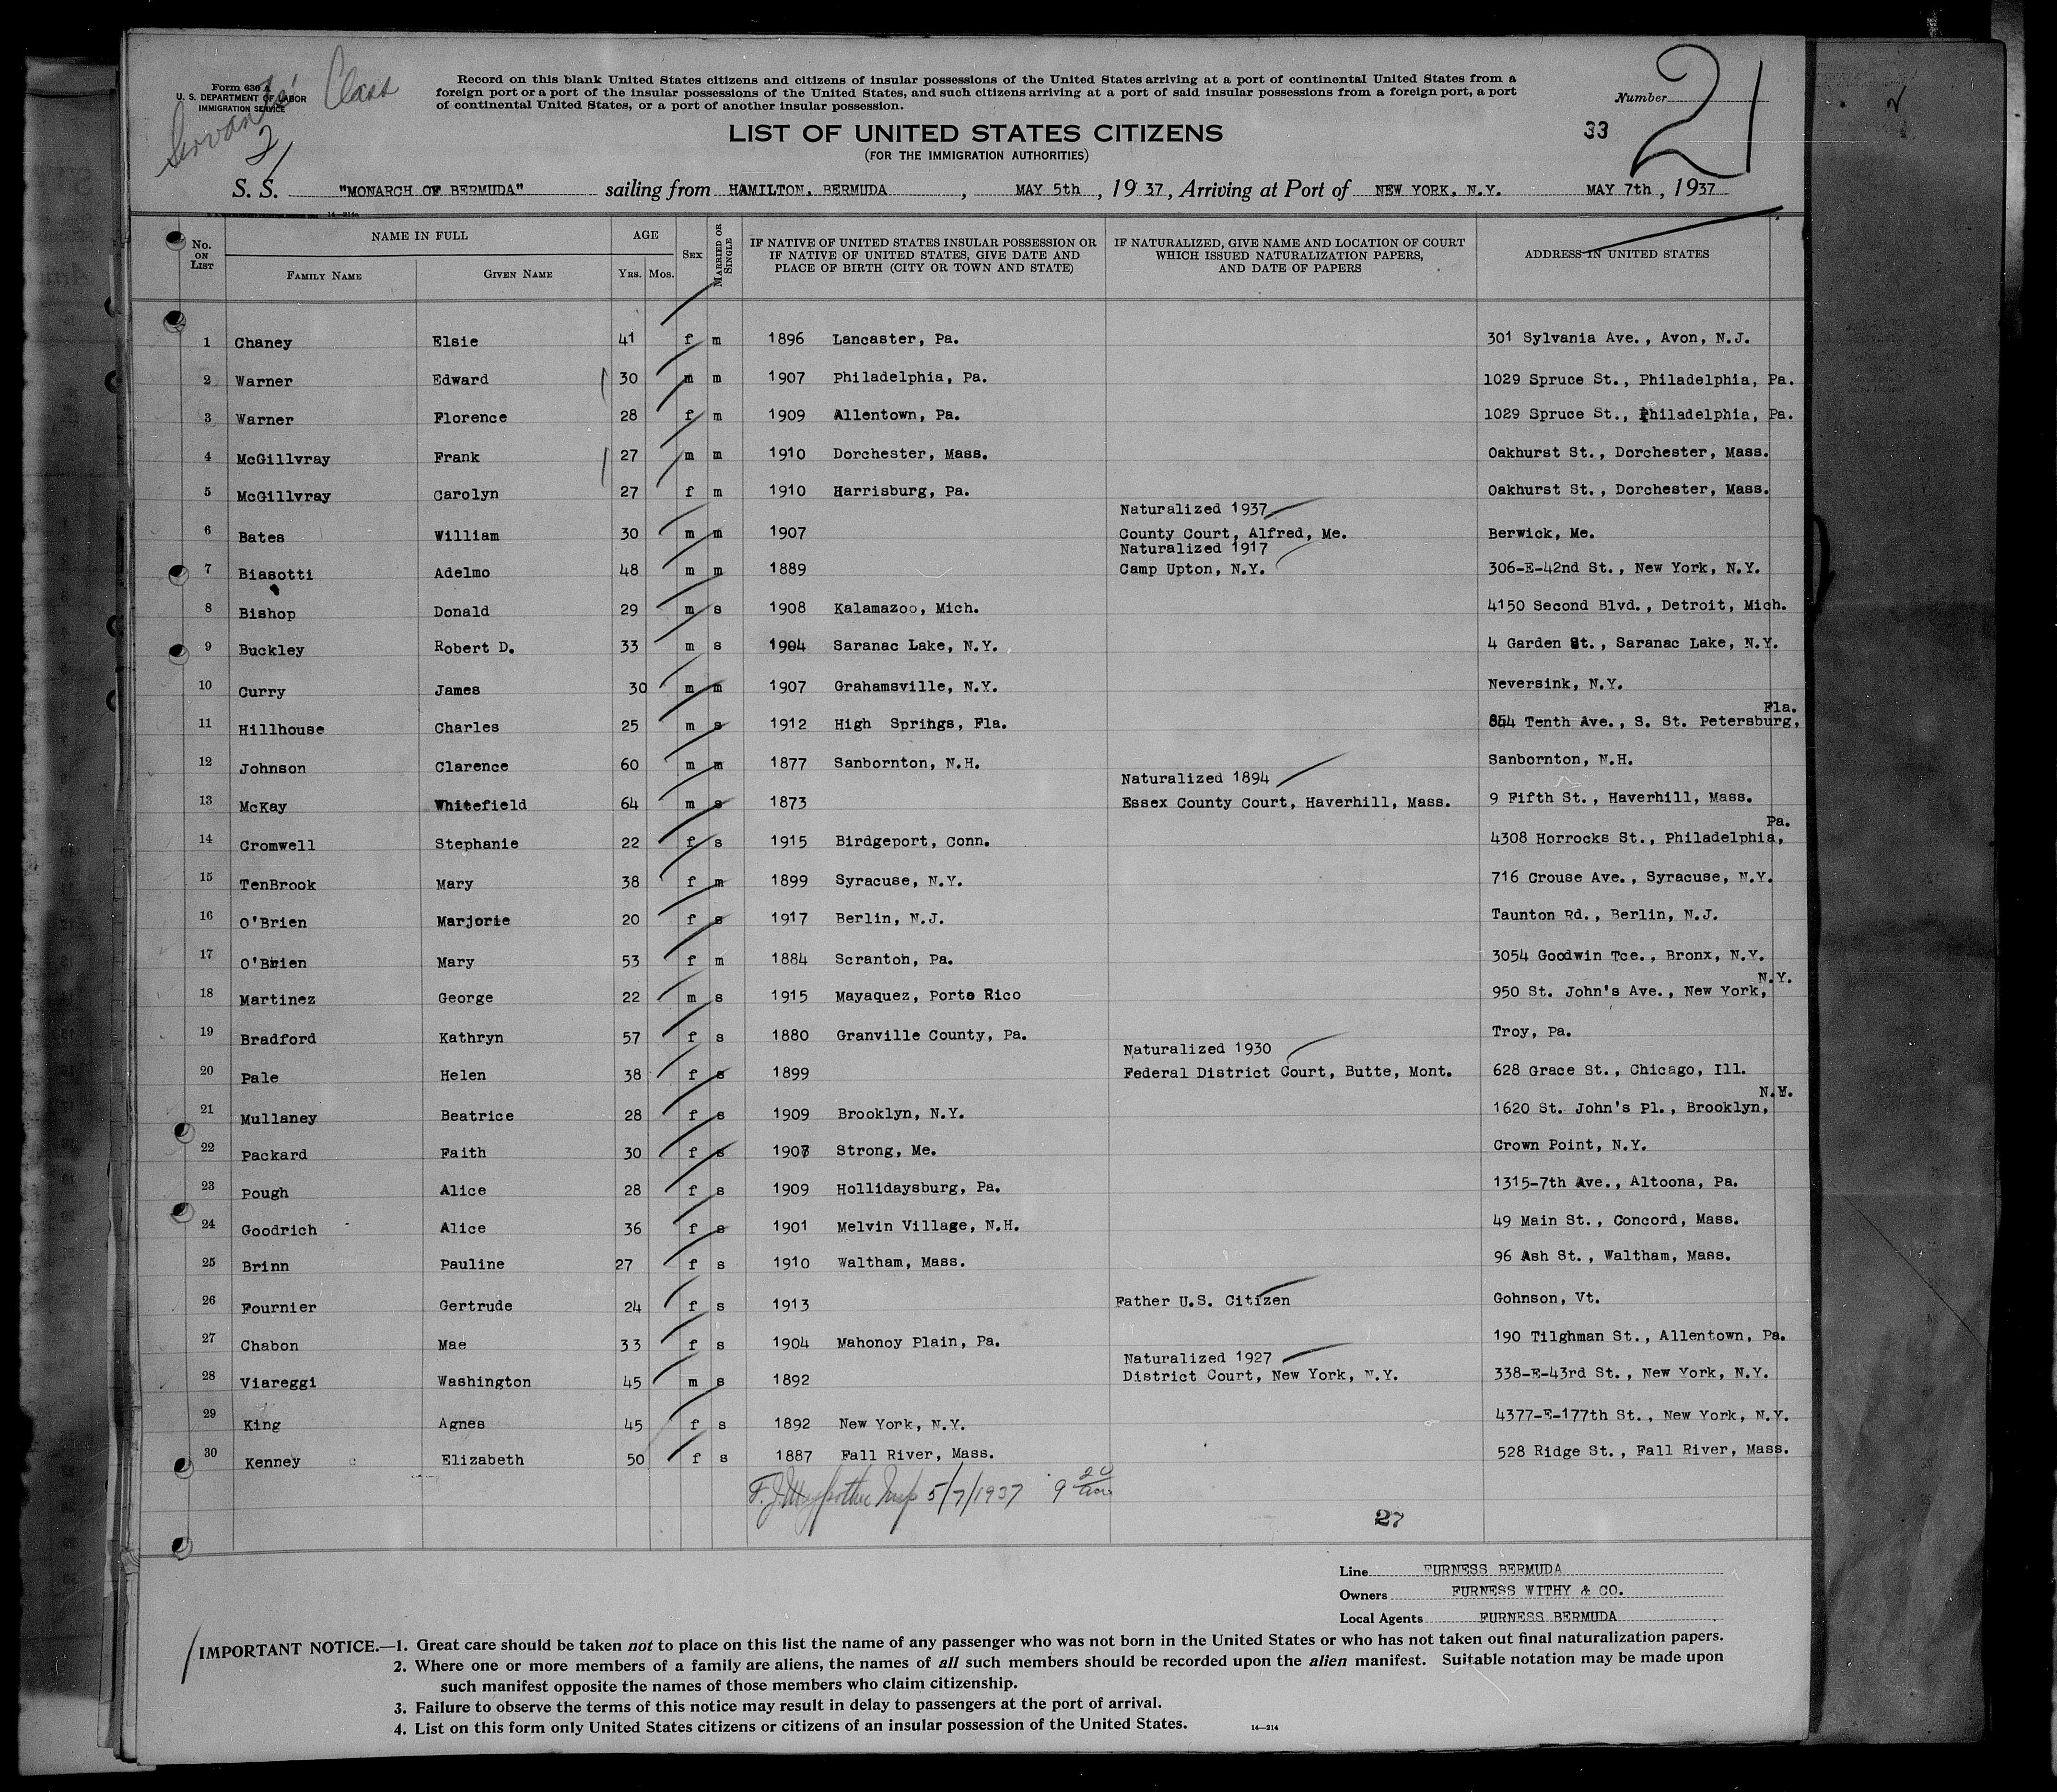 Form 630 A
U. S. DEPARTMENT OF LABOR
IMMIGRATION SERVICE
Servants' Class
21
Record on this blank United States citizens and citizens of insular possessions of the United States arriving at a port of continental United States from a
foreign port or a port of the insular possessions of the United States, and such citizens arriving at a port of said insular possessions from a foreign port, a port
of continental United States, or a port of another insular possession.
Number 21
33
LIST OF UNITED STATES CITIZENS
(FOR THE IMMIGRATION AUTHORITIES)
S. S. "MONARCH OF BERMUDA" sailing from HAMILTON, BERMUDA, MAY 5th, 1937, Arriving at Port of NEW YORK, N.Y. MAY 7th, 1937
14—214a
No. ON LIST NAME IN FULL FAMILY NAME GIVEN NAME AGE YRS. MOS. SEX MARRIED OR SINGLE IF NATIVE OF UNITED STATES INSULAR POSSESSION OR IF NATIVE OF UNITED STATES, GIVE DATE AND PLACE OF BIRTH (CITY OR TOWN AND STATE) IF NATURALIZED, GIVE NAME AND LOCATION OF COURT WHICH ISSUED NATURALIZATION PAPERS, AND DATE OF PAPERS ADDRESS IN UNITED STATES
1 Chaney Elsie 41 f m 1896 Lancaster, Pa. 301 Sylvania Ave., Avon, N.J.
2 Warner Edward 30 m m 1907 Philadelphia, Pa. 1029 Spruce St., Philadelphia, Pa.
3 Warner Florence 28 f m 1909 Allentown, Pa. 1029 Spruce St., Philadelphia, Pa.
4 McGillvray Frank 27 m m 1910 Dorchester, Mass. Oakhurst St., Dorchester, Mass.
5 McGillvray Carolyn 27 f m 1910 Harrisburg, Pa. Oakhurst St., Dorchester, Mass.
Naturalized 1937
6 Bates William 30 m m 1907 County Court, Alfred, Me. Berwick, Me.
Naturalized 1917
7 Biasotti Adelmo 48 m m 1889 Camp Upton, N.Y. 306-E-42nd St., New York, N.Y.
8 Bishop Donald 29 m s 1908 Kalamazoo, Mich. 4150 Second Blvd., Detroit, Mich.
9 Buckley Robert D. 33 m s 1904 Saranac Lake, N.Y. 4 Garden St., Saranac Lake, N.Y.
10 Curry James 30 m m 1907 Grahamsville, N.Y. Neversink, N.Y.
Fla.
11 Hillhouse Charles 25 m s 1912 High Springs, Fla. 854 Tenth Ave., S. St. Petersburg,
12 Johnson Clarence 60 m m 1877 Sanbornton, N.H. Sanbornton, N.H.
Naturalized 1894
13 McKay Whitefield 64 m s 1873 Essex County Court, Haverhill, Mass. 9 Fifth St., Haverhill, Mass.
Pa.
14 Cromwell Stephanie 22 f s 1915 Birdgeport, Conn. 4308 Horrocks St., Philadelphia,
15 TenBrook Mary 38 f m 1899 Syracuse, N.Y. 716 Crouse Ave., Syracuse, N.Y.
16 O'Brien Marjorie 20 f s 1917 Berlin, N.J. Taunton Rd., Berlin, N.J.
17 O'Brien Mary 53 f m 1884 Scranton, Pa. 3054 Goodwin Tce., Bronx, N.Y.
N.Y.
18 Martinez George 22 m s 1915 Mayaquez, Porto Rico 950 St. John's Ave., New York,
19 Bradford Kathryn 57 f s 1880 Granville County, Pa. Troy, Pa.
Naturalized 1930
20 Pale Helen 38 f s 1899 Federal District Court, Butte, Mont. 628 Grace St., Chicago, Ill.
N.Y.
21 Mullaney Beatrice 28 f s 1909 Brooklyn, N.Y. 1620 St. John's Pl., Brooklyn,
22 Packard Faith 30 f s 1907 Strong, Me. Crown Point, N.Y.
23 Pough Alice 28 f s 1909 Hollidaysburg, Pa. 1315-7th Ave., Altoona, Pa.
24 Goodrich Alice 36 f s 1901 Melvin Village, N.H. 49 Main St., Concord, Mass.
25 Brinn Pauline 27 f s 1910 Waltham, Mass. 96 Ash St., Waltham, Mass.
26 Fournier Gertrude 24 f s 1913 Father U.S. Citizen Gohnson, Vt.
27 Chabon Mae 33 f s 1904 Mahonoy Plain, Pa. 190 Tilghman St., Allentown, Pa.
Naturalized 1927
28 Viareggi Washington 45 m s 1892 District Court, New York, N.Y. 338-E-43rd St., New York, N.Y.
29 King Agnes 45 f s 1892 New York, N.Y. 4377-E-177th St., New York, N.Y.
30 Kenney Elizabeth 50 f s 1887 Fall River, Mass. 528 Ridge St., Fall River, Mass.
Insp 5/7/1937 9 20 am
27
Line FURNESS BERMUDA
Owners FURNESS WITHY & CO.
Local Agents FURNESS BERMUDA
IMPORTANT NOTICE.—1. Great care should be taken not to place on this list the name of any passenger who was not born in the United States or who has not taken out final naturalization papers.
2. Where one or more members of a family are aliens, the names of all such members should be recorded upon the alien manifest. Suitable notation may be made upon
such manifest opposite the names of those members who claim citizenship.
3. Failure to observe the terms of this notice may result in delay to passengers at the port of arrival.
4. List on this form only United States citizens or citizens of an insular possession of the United States.
14—214